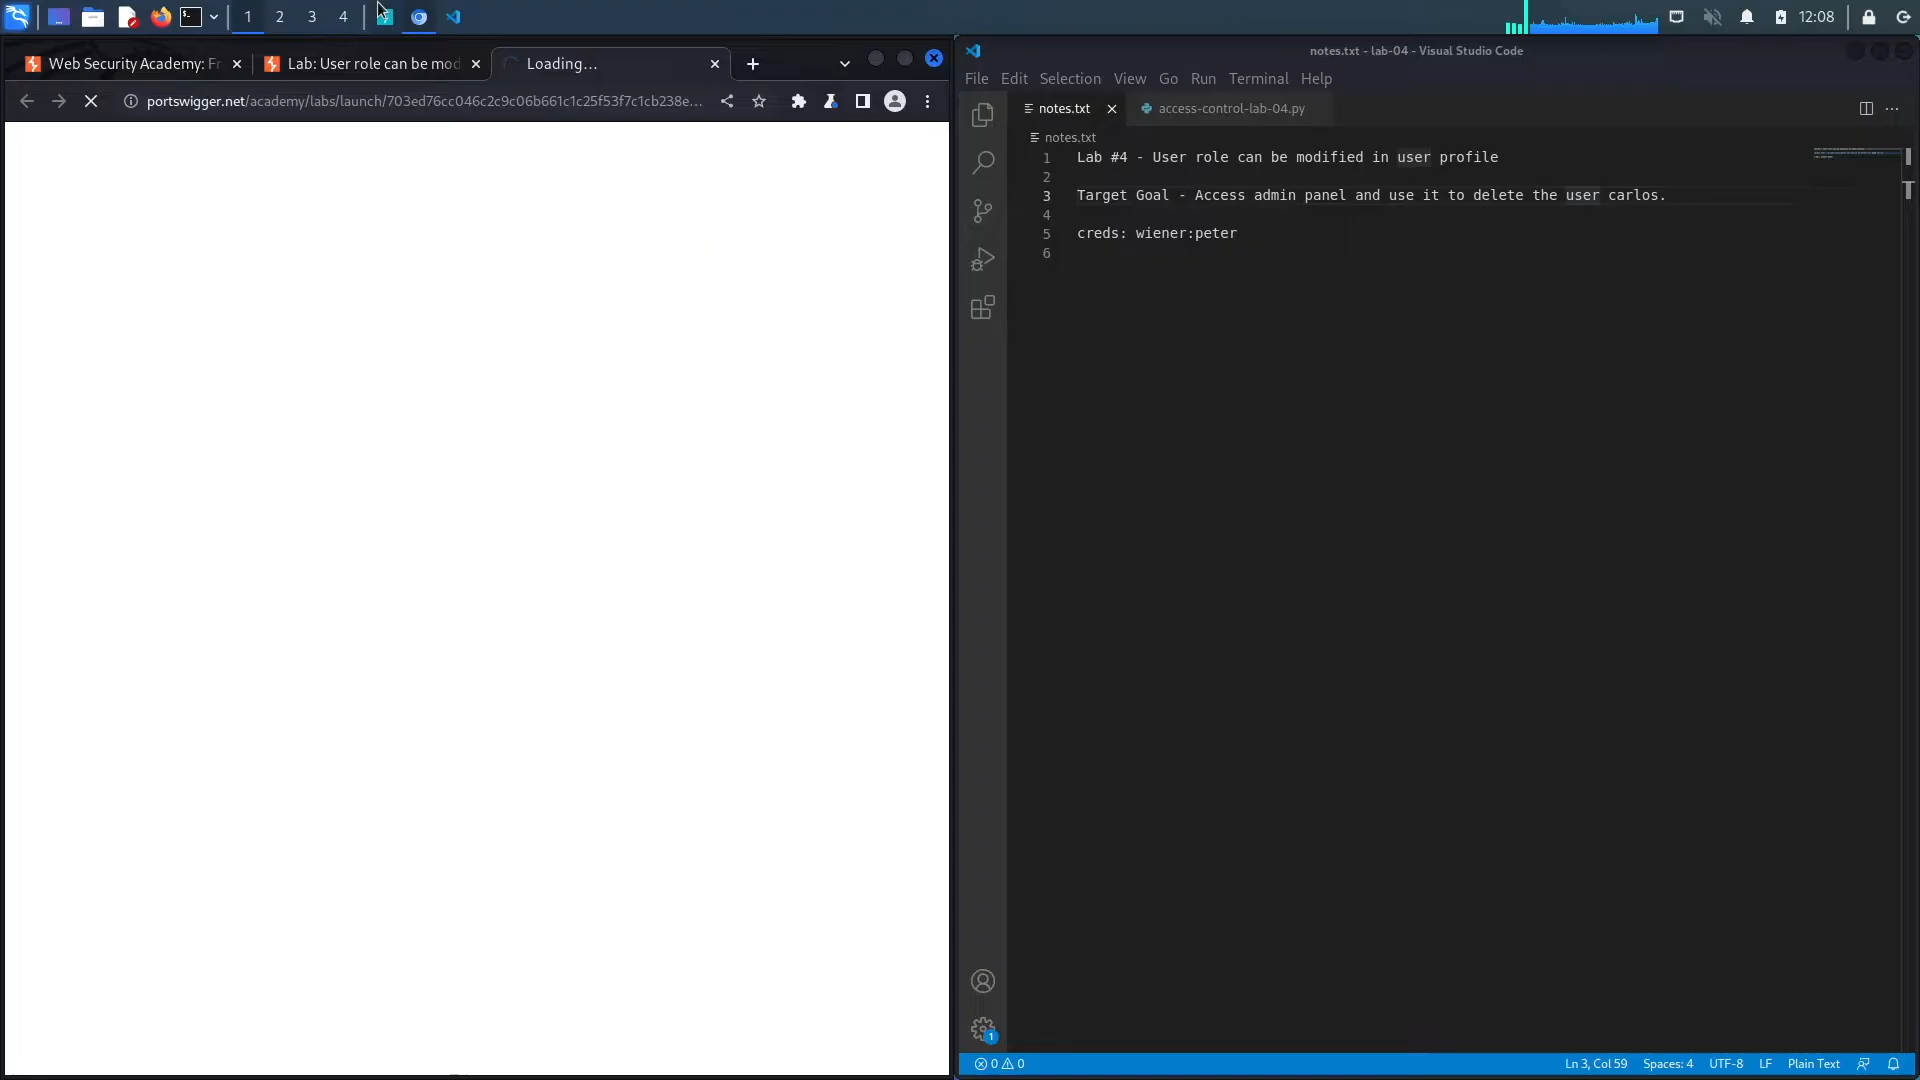 1 2 3 4 12:08
Web Security Academy: Fr
Lab: User role can be mod
Loading...
portswigger.net/academy/labs/launch/703ed76cc046c2c9c06b661c1c25f53f7c1cb238e...
notes.txt - lab-04 - Visual Studio Code
File Edit Selection View Go Run Terminal Help
notes.txt
access-control-lab-04.py
notes.txt
1 Lab #4 - User role can be modified in user profile
2
3 Target Goal - Access admin panel and use it to delete the user carlos.
4
5 creds: wiener:peter
6
1
0 0 Ln 3, Col 59 Spaces: 4 UTF-8 LF Plain Text